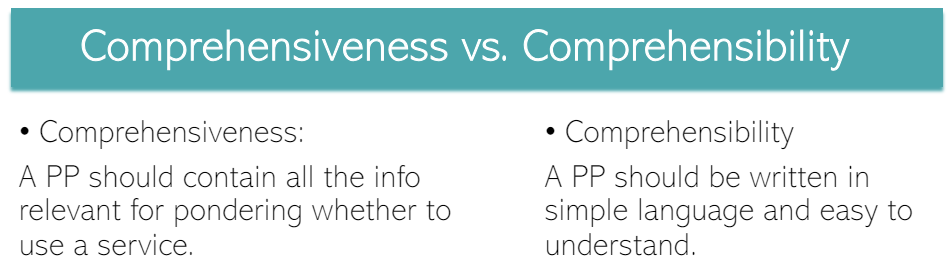 Comprehensiveness vs. Comprehensibility
• Comprehensiveness:
A PP should contain all the info
relevant for pondering whether to
use a service.
• Comprehensibility
A PP should be written in
simple language and easy to
understand.